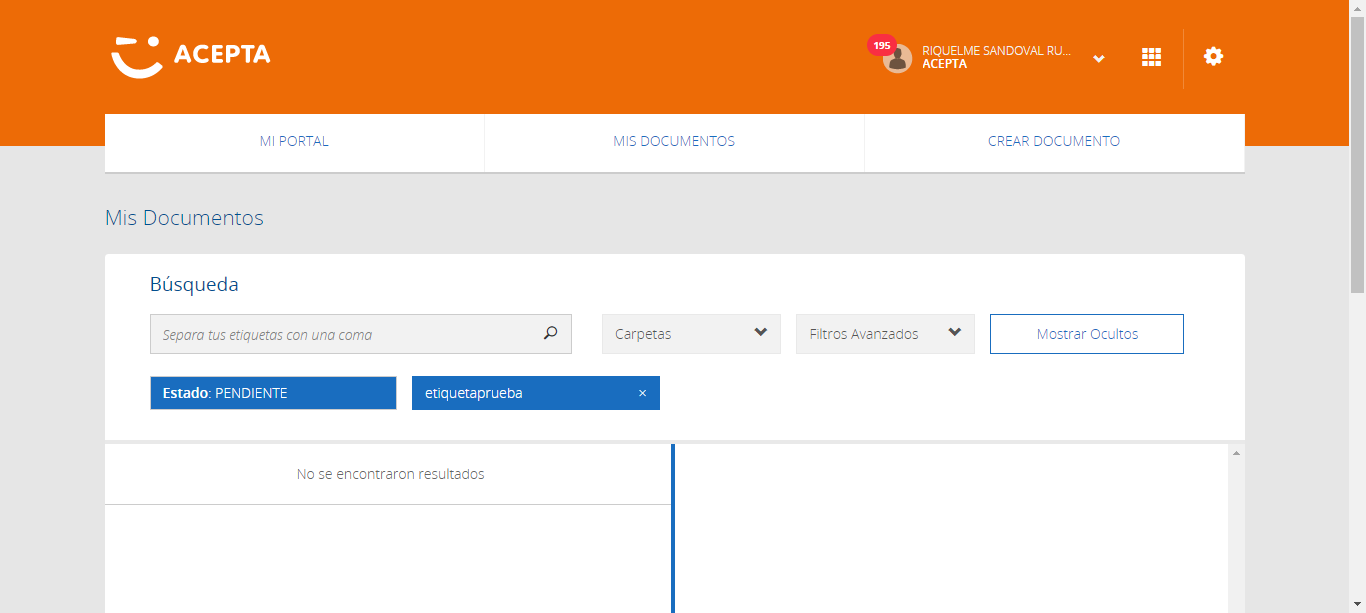 ACEPTA
195
RIQUELME SANDOVAL RU...
ACEPTA
MI PORTAL
MIS DOCUMENTOS
CREAR DOCUMENTO
Mis Documentos
Búsqueda
Separa tus etiquetas con una coma
Carpetas
Filtros Avanzados
Mostrar Ocultos
Estado: PENDIENTE
etiquetaprueba ×
No se encontraron resultados